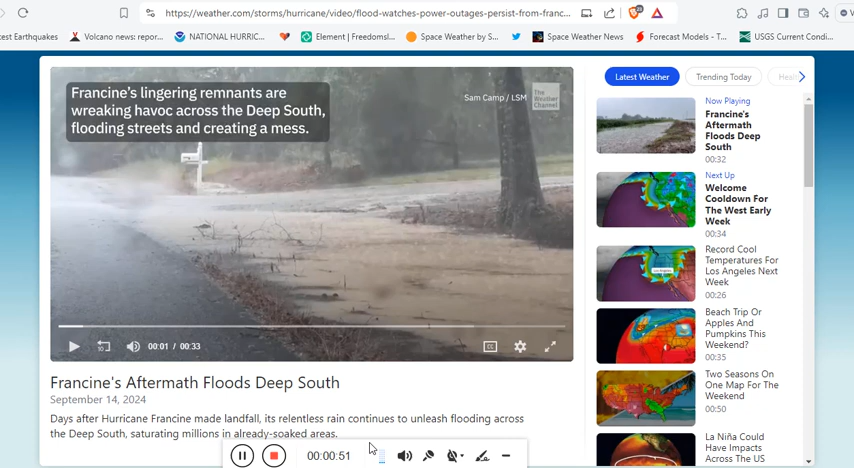 https://weather.com/storms/hurricane/video/flood-watches-power-outages-persist-from-franc...
test Earthquakes
Volcano news: repor...
NATIONAL HURRIC...
Element | Freedomsl...
Space Weather by S...
Space Weather News
Forecast Models - T...
USGS Current Condi...
Francine's lingering remnants are
wreaking havoc across the Deep South,
flooding streets and creating a mess.
Sam Camp / LSM
The
Weather
Channel
00:01 / 00:33
CC
10
Francine's Aftermath Floods Deep South
September 14, 2024
Days after Hurricane Francine made landfall, its relentless rain continues to unleash flooding across
the Deep South, saturating millions in already-soaked areas.
00:00:51
Latest Weather
Trending Today
Now Playing
Francine's
Aftermath
Floods Deep
South
00:32
Next Up
Welcome
Cooldown For
The West Early
Week
00:34
Record Cool
Temperatures For
Los Angeles Next
Week
00:26
Beach Trip Or
Apples And
Pumpkins This
Weekend?
00:35
Two Seasons On
One Map For The
Weekend
00:50
La Niña Could
Have Impacts
Across The US